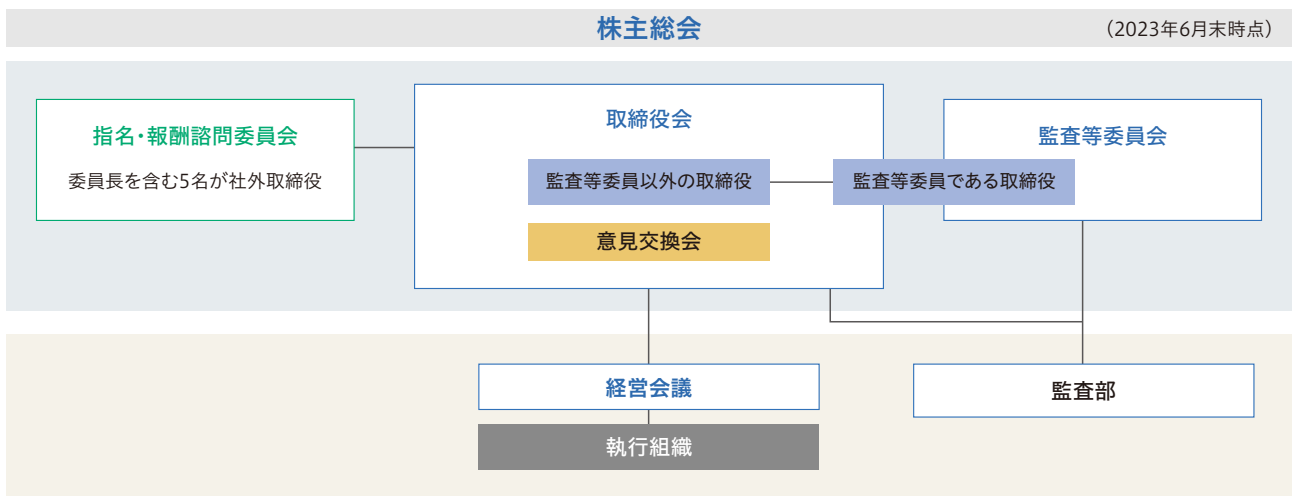 株主総会
(2023年6月末時点)
指名・報酬諮問委員会
委員長を含む5名が社外取締役
取締役会
監査等委員以外の取締役
意見交換会
監査等委員会
監査等委員である取締役
経営会議
執行組織
監査部